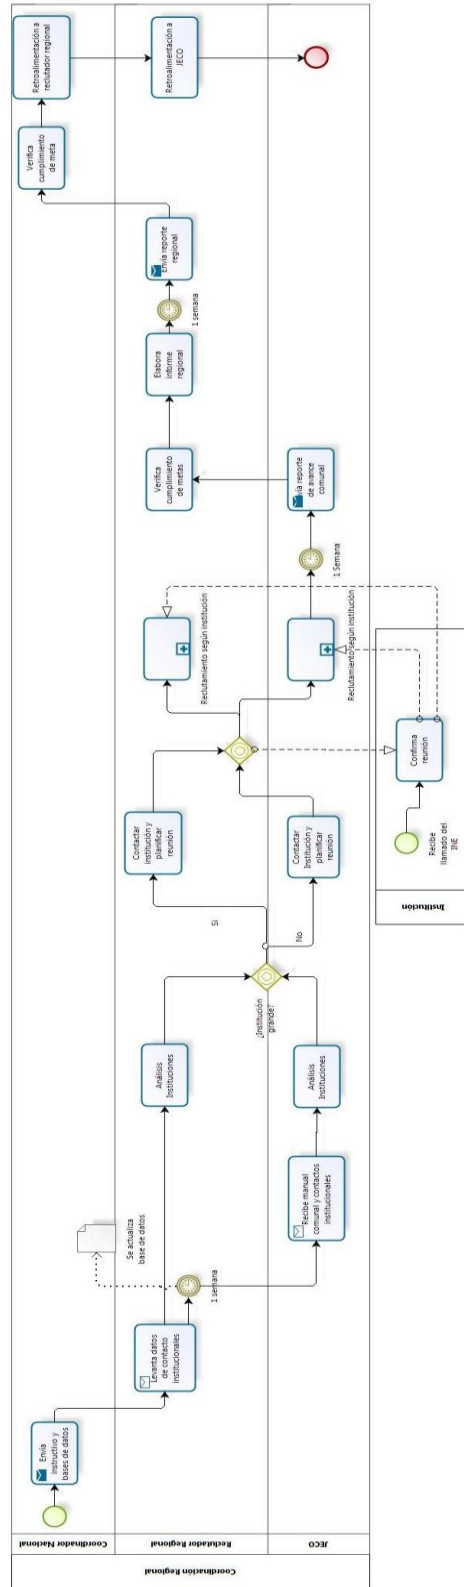 Coordinación Regional
Coordinador Nacional
Reclutador Regional
JECO
Envía
instructivo y
bases de datos
Levanta datos
de contacto
institucionales
1 semana
Se actualiza
base de datos
Recibe manual
comunal y contactos
institucionales
Análisis
Instituciones
Análisis
Instituciones
¿Institución
grande?
Si
No
Contactar
institución y
planificar
reunión
Contactar
Institución y
planificar
reunión
Reclutamiento según institución
Reclutamiento según institución
1 Semana
vía reporte
de avance
comunal
Verifica
cumplimiento
de metas
Elabora
informe
regional
1 semana
Envía reporte
regional
Verifica
cumplimiento
de meta
Retroalimentación a
reclutador regional
Retroalimentación a
JECO
Institución
Recibe
llamado del
INE
Confirma
reunión